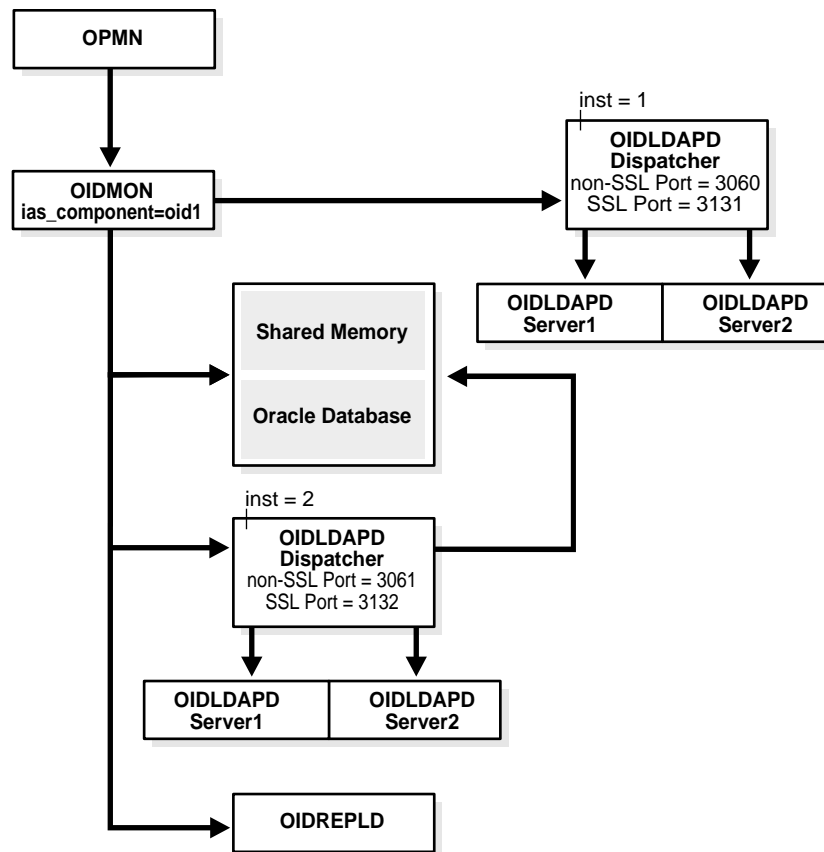 OPMN
inst = 1
OIDLDAPD
Dispatcher
non-SSL Port = 3060
SSL Port = 3131
OIDMON
ias_component=oid1
OIDLDAPD
Server1
OIDLDAPD
Server2
Shared Memory
Oracle Database
inst = 2
OIDLDAPD
Dispatcher
non-SSL Port = 3061
SSL Port = 3132
OIDLDAPD
Server1
OIDLDAPD
Server2
OIDREPLD